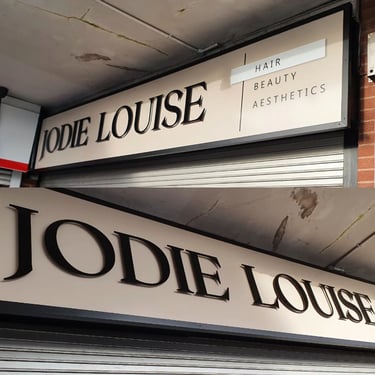 JODIE LOUISE
HAIR
BEAUTY
AESTHETICS
JODIE LOUISE